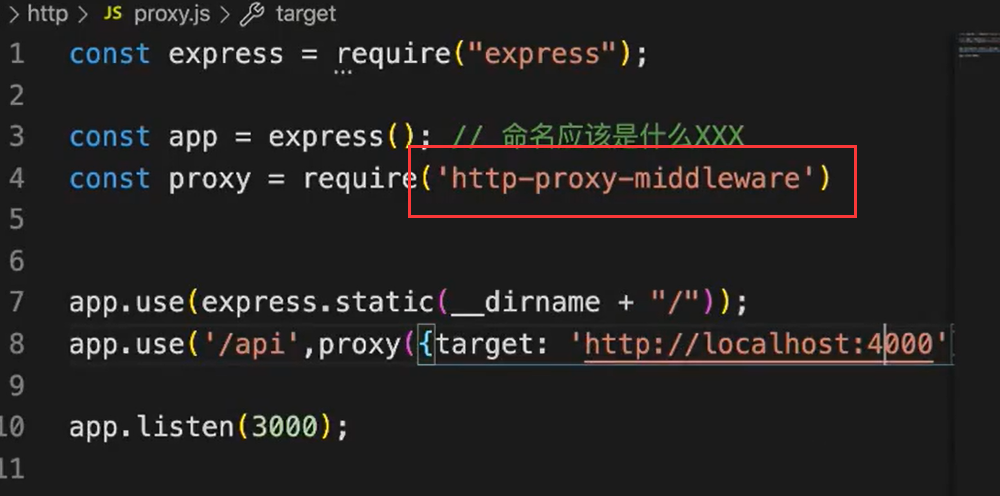 http > JS proxy.js > target
1 const express = require("express");
2
3 const app = express(); // 命名应该是什么XXX
4 const proxy = require('http-proxy-middleware')
5
6
7 app.use(express.static(__dirname + "/"));
8 app.use('/api',proxy({target: 'http://localhost:4000'
9
10 app.listen(3000);
11